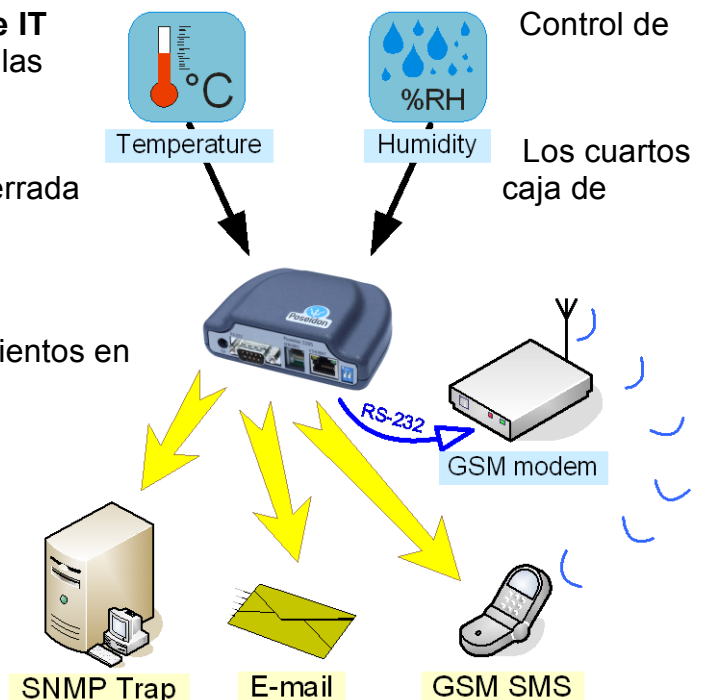 e IT
Control de
las
°C
%RH
Temperature
Humidity
Los cuartos
errada
caja de
Poseidon
ientos en
RS-232
GSM modem
SNMP Trap
E-mail
GSM SMS